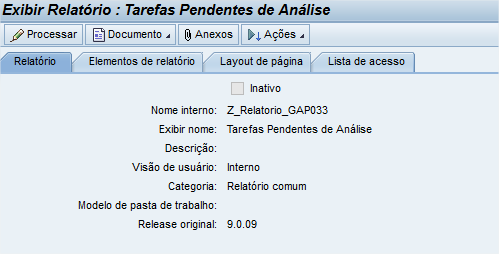 Exibir Relatório : Tarefas Pendentes de Análise
Processar Documento Anexos Ações
Relatório Elementos de relatório Layout de página Lista de acesso
Inativo
Nome interno: Z_Relatorio_GAP033
Exibir nome: Tarefas Pendentes de Análise
Descrição:
Visão de usuário: Interno
Categoria: Relatório comum
Modelo de pasta de trabalho:
Release original: 9.0.09